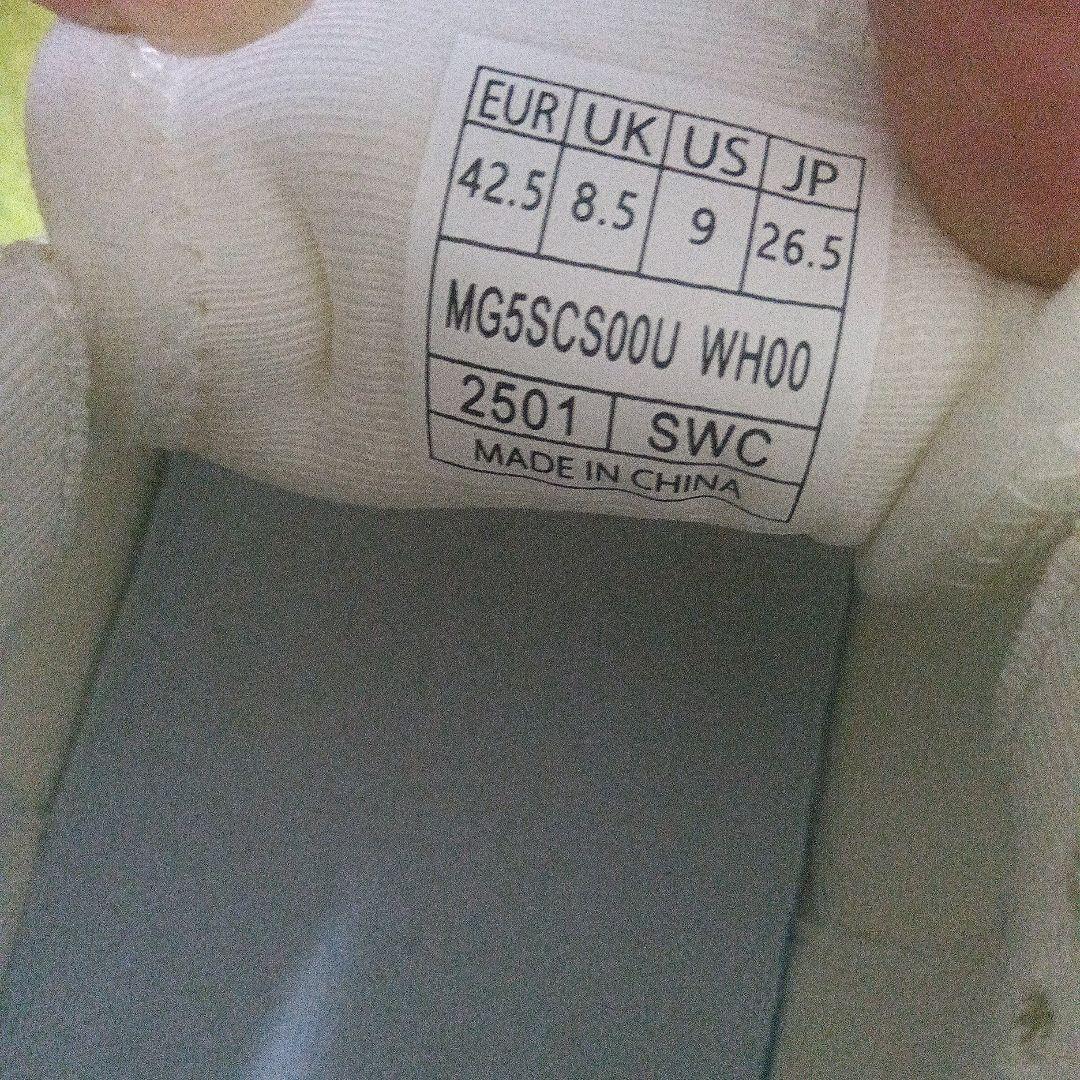 EUR UK US JP
42.5 8.5 9 26.5
MG5SCS00U WH00
2501 SWC
MADE IN CHINA